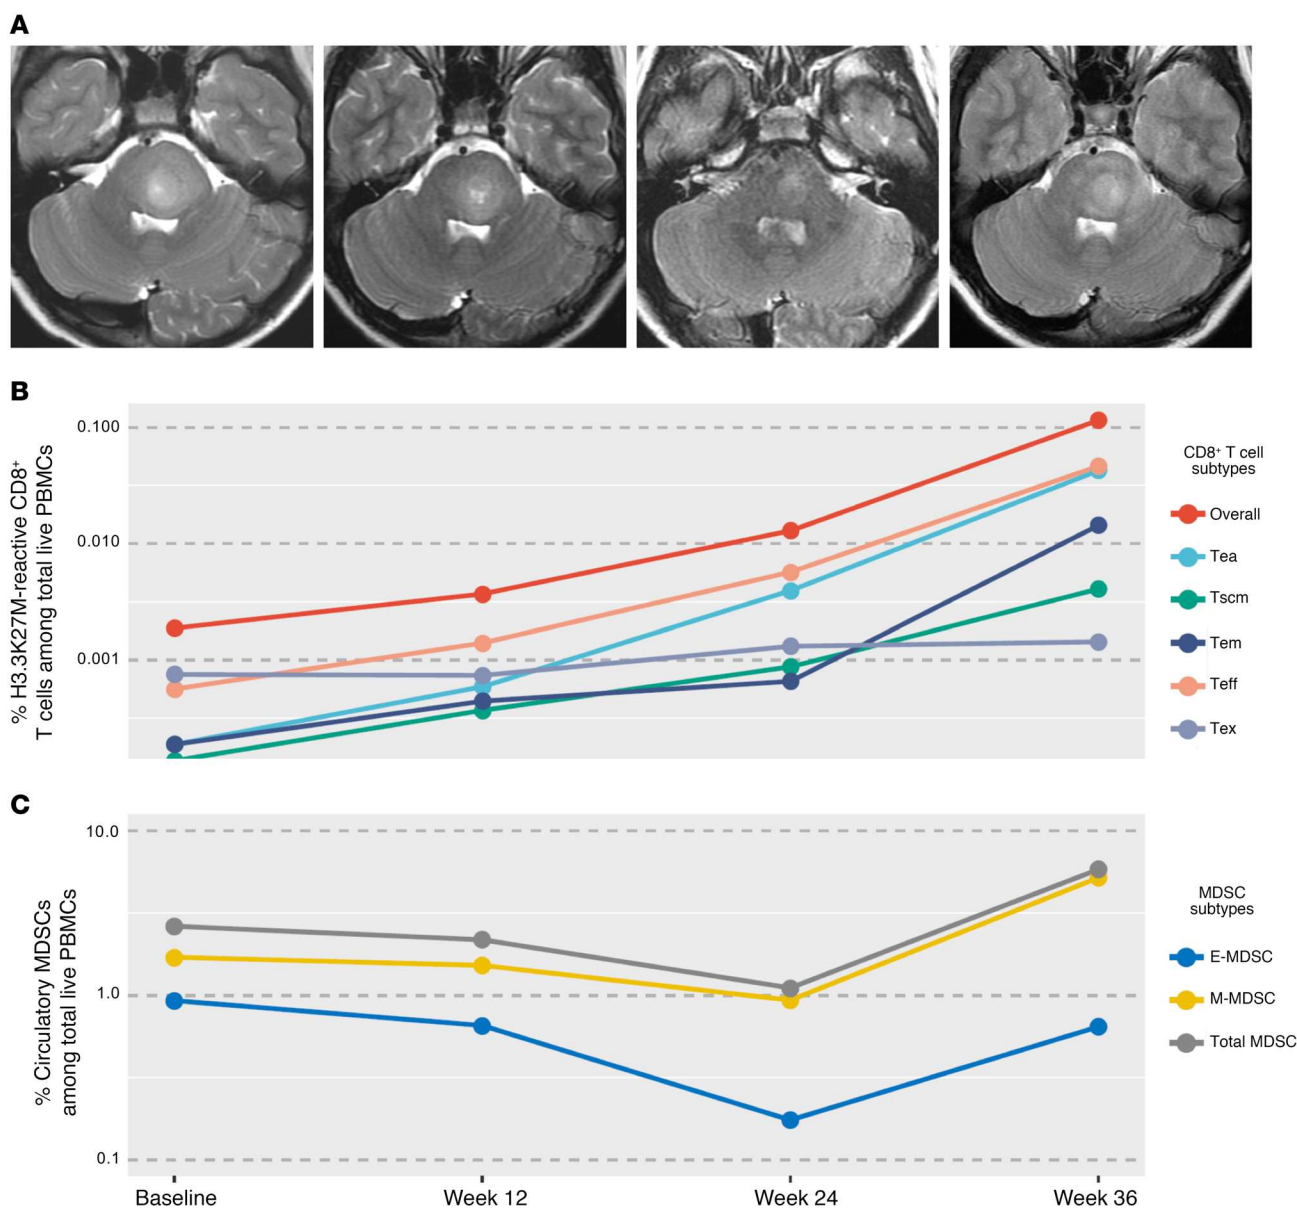 A
B
% H3.3K27M-reactive CD8⁺
T cells among total live PBMCs
0.100
0.010
0.001
CD8⁺ T cell
subtypes
Overall
Tea
Tscm
Tem
Teff
Tex
C
% Circulatory MDSCs
among total live PBMCs
10.0
1.0
0.1
MDSC
subtypes
E-MDSC
M-MDSC
Total MDSC
Baseline
Week 12
Week 24
Week 36